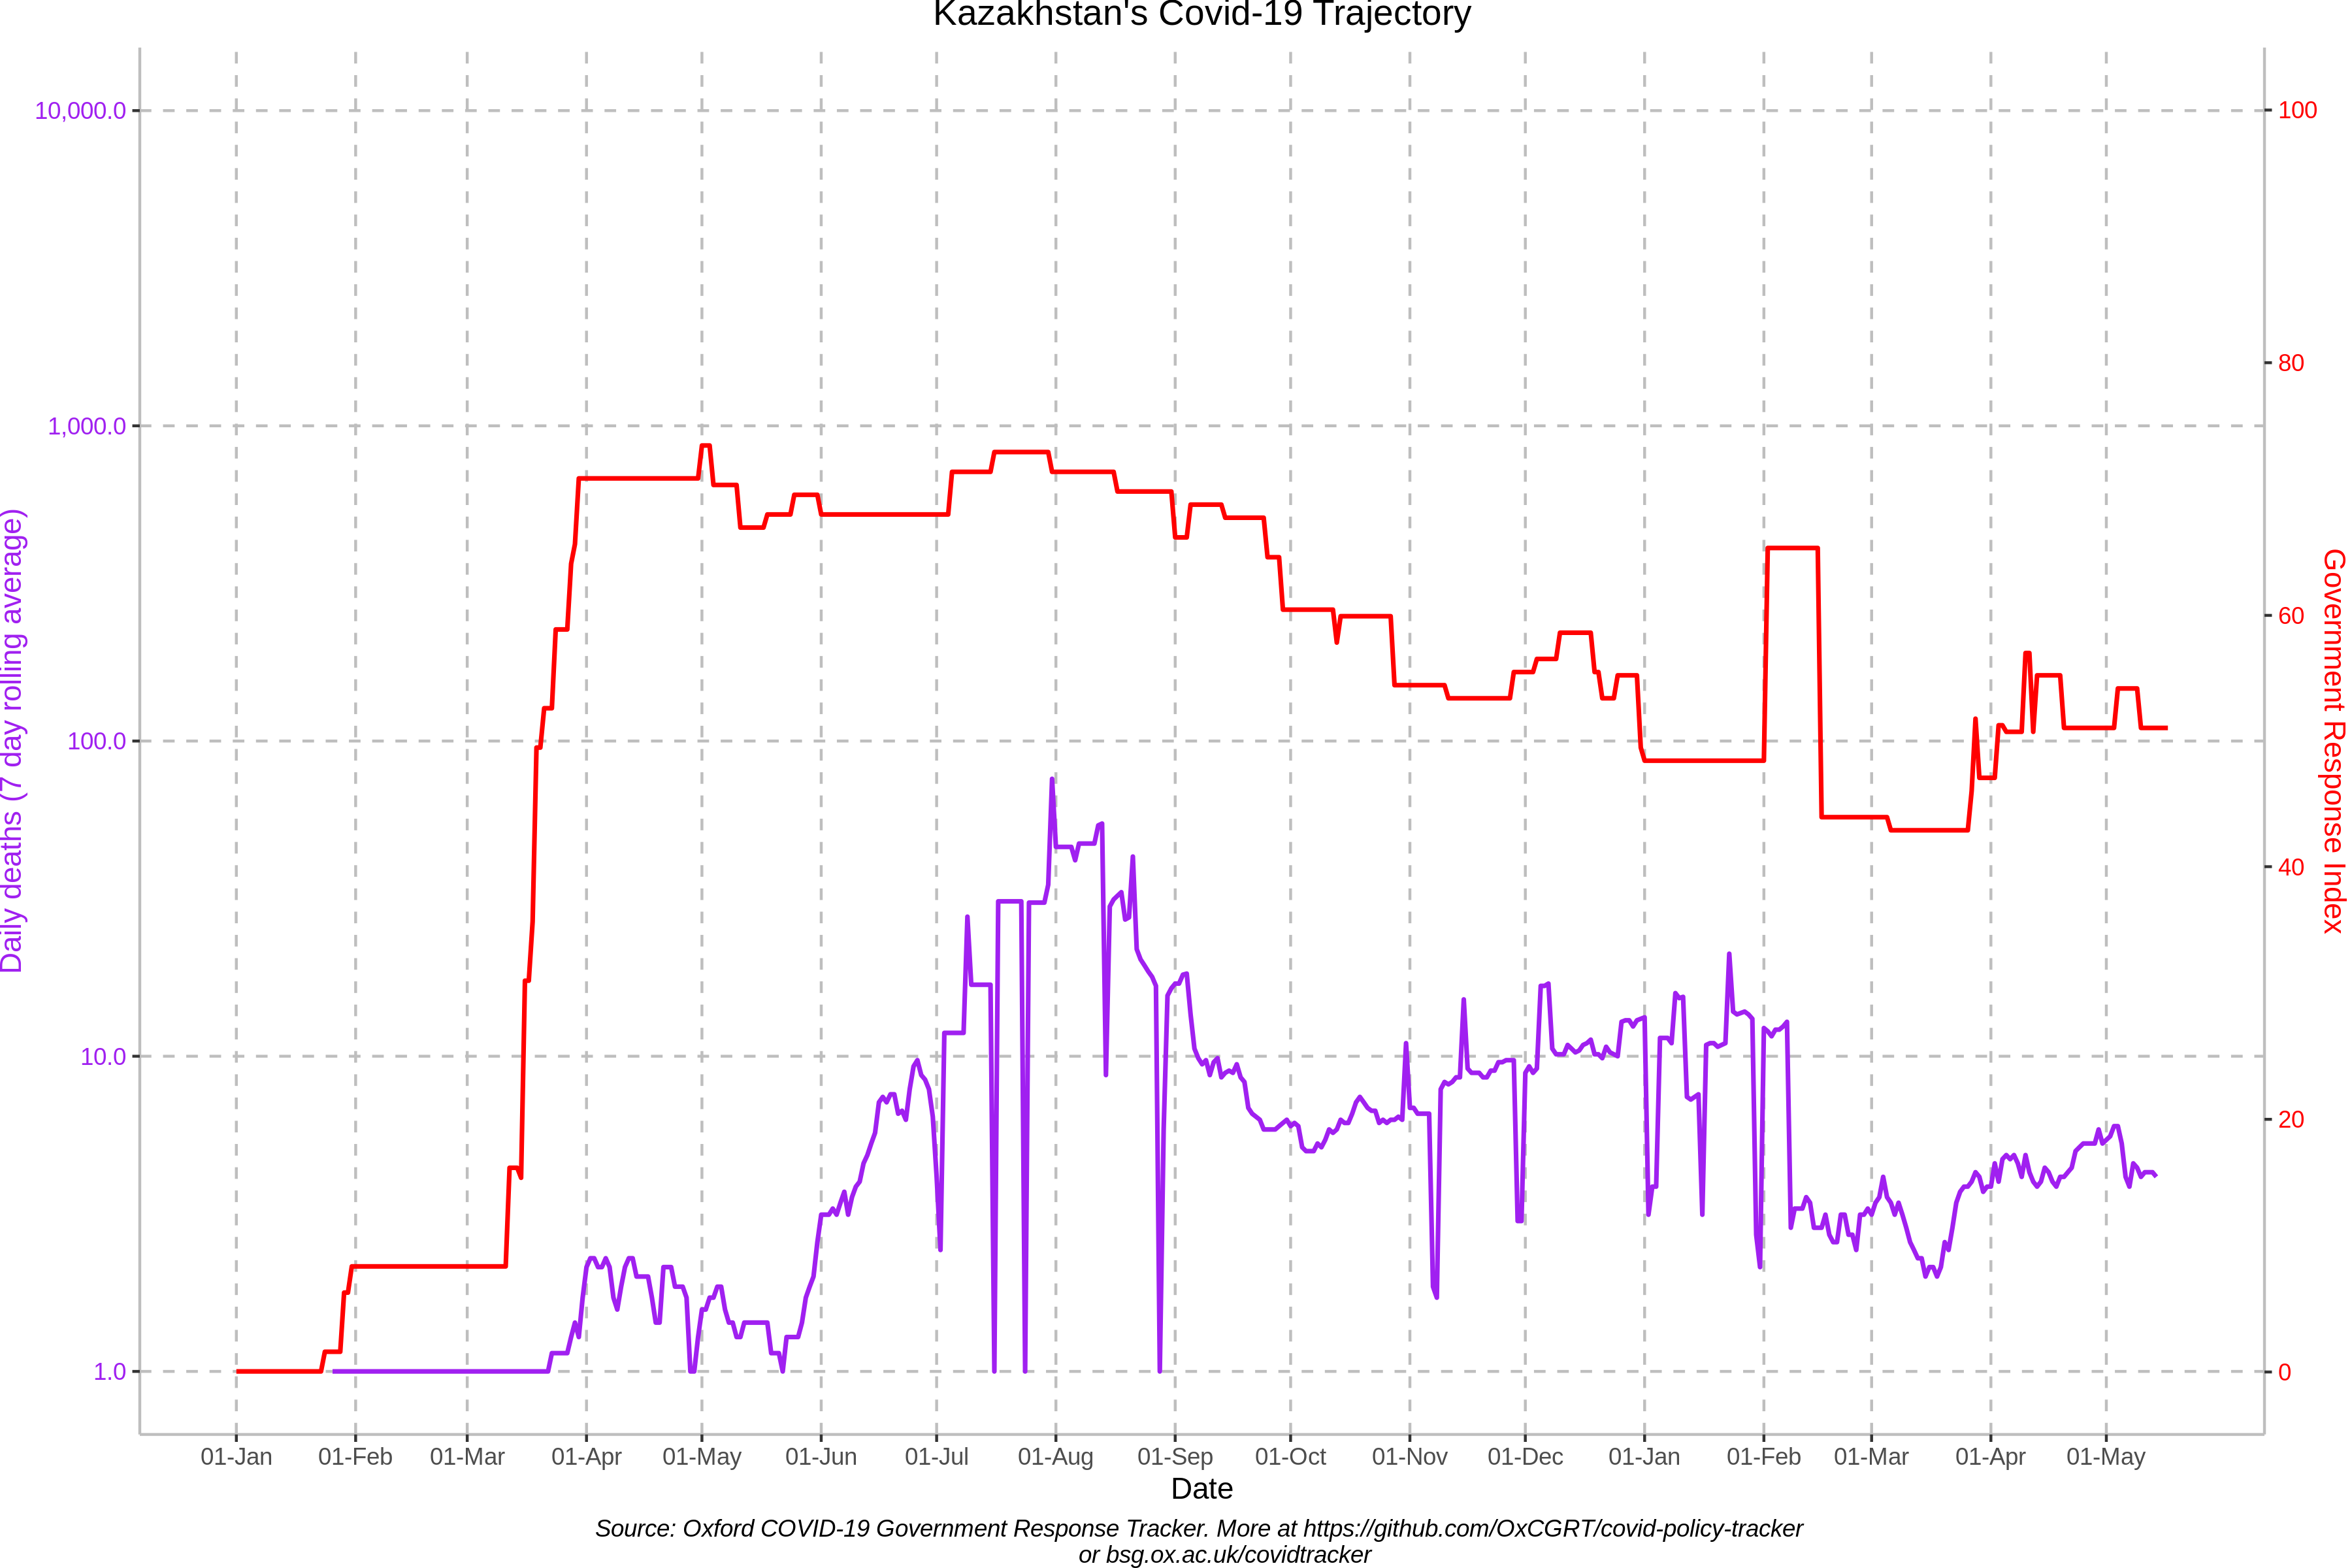 Kazakhstan's Covid-19 Trajectory
10,000.0
1,000.0
100.0
10.0
1.0
Daily deaths (7 day rolling average)
100
80
60
40
20
0
Government Response Index
01-Jan 01-Feb 01-Mar 01-Apr 01-May 01-Jun 01-Jul 01-Aug 01-Sep 01-Oct 01-Nov 01-Dec 01-Jan 01-Feb 01-Mar 01-Apr 01-May
Date
Source: Oxford COVID-19 Government Response Tracker. More at https://github.com/OxCGRT/covid-policy-tracker
or bsg.ox.ac.uk/covidtracker